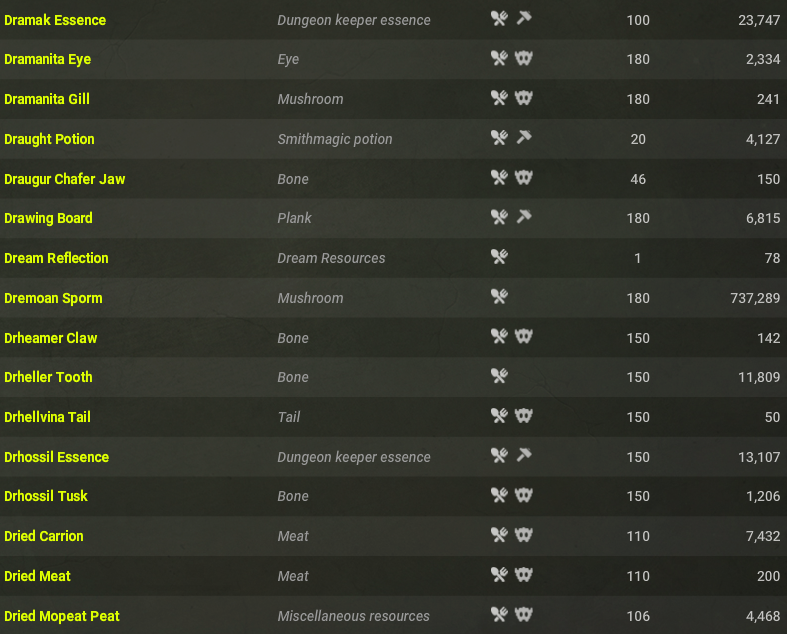 Dramak Essence Dungeon keeper essence 100 23,747
Dramanita Eye Eye 180 2,334
Dramanita Gill Mushroom 180 241
Draught Potion Smithmagic potion 20 4,127
Draugur Chafer Jaw Bone 46 150
Drawing Board Plank 180 6,815
Dream Reflection Dream Resources 1 78
Dremoan Sporm Mushroom 180 737,289
Drheamer Claw Bone 150 142
Drheller Tooth Bone 150 11,809
Drhellvina Tail Tail 150 50
Drhossil Essence Dungeon keeper essence 150 13,107
Drhossil Tusk Bone 150 1,206
Dried Carrion Meat 110 7,432
Dried Meat Meat 110 200
Dried Mopeat Peat Miscellaneous resources 106 4,468